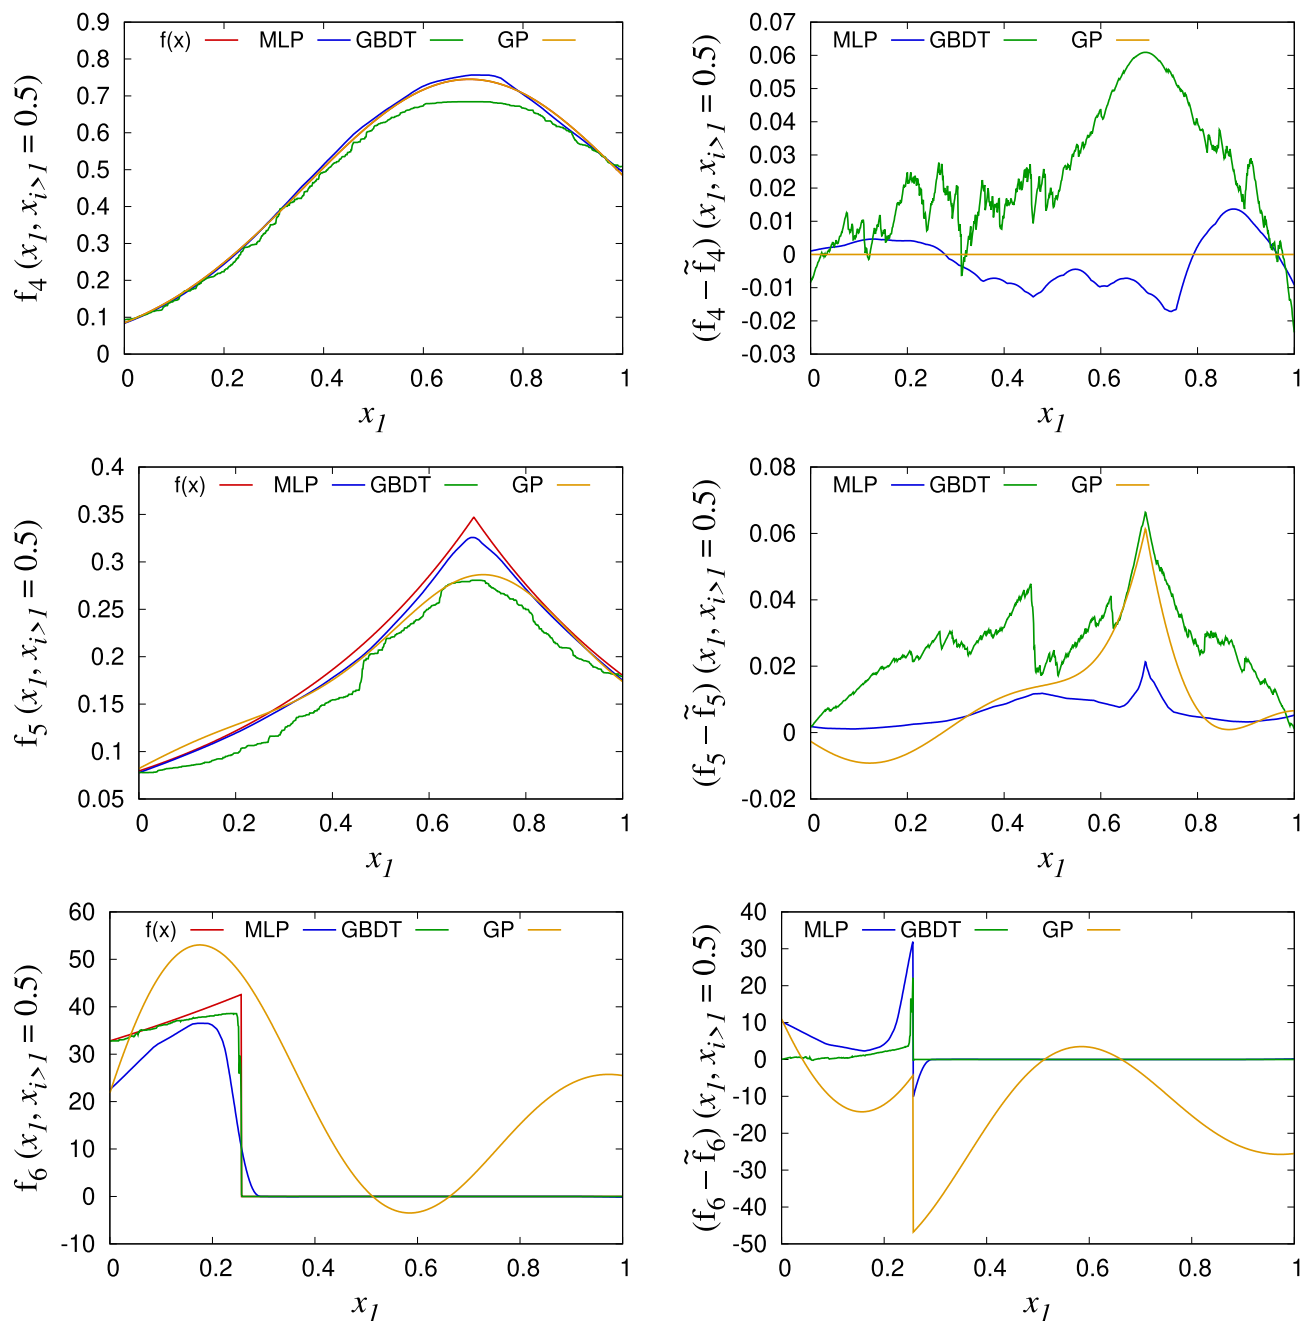 f(x) MLP GBDT GP
f4 (x1, xi>1 = 0.5)
0.9
0.8
0.7
0.6
0.5
0.4
0.3
0.2
0.1
0
0 0.2 0.4 0.6 0.8 1
x1
MLP GBDT GP
(f4 − f̃4) (x1, xi>1 = 0.5)
0.07
0.06
0.05
0.04
0.03
0.02
0.01
0
-0.01
-0.02
-0.03
0 0.2 0.4 0.6 0.8 1
x1
f(x) MLP GBDT GP
f5 (x1, xi>1 = 0.5)
0.4
0.35
0.3
0.25
0.2
0.15
0.1
0.05
0 0.2 0.4 0.6 0.8 1
x1
MLP GBDT GP
(f5 − f̃5) (x1, xi>1 = 0.5)
0.08
0.06
0.04
0.02
0
-0.02
0 0.2 0.4 0.6 0.8 1
x1
f(x) MLP GBDT GP
f6 (x1, xi>1 = 0.5)
60
50
40
30
20
10
0
-10
0 0.2 0.4 0.6 0.8 1
x1
MLP GBDT GP
(f6 − f̃6) (x1, xi>1 = 0.5)
40
30
20
10
0
-10
-20
-30
-40
-50
0 0.2 0.4 0.6 0.8 1
x1